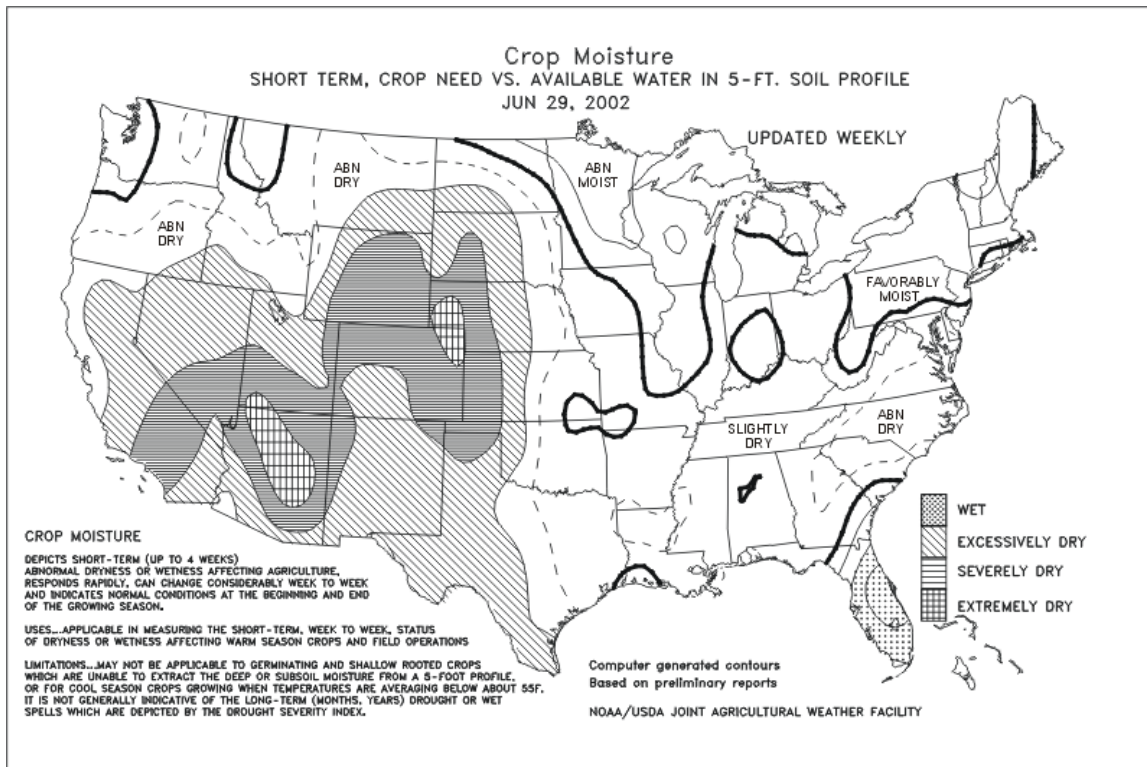 Crop Moisture
SHORT TERM, CROP NEED VS. AVAILABLE WATER IN 5-FT. SOIL PROFILE
JUN 29, 2002
UPDATED WEEKLY
ABN
DRY
ABN
MOIST
ABN
DRY
FAVORABLY
MOIST
SLIGHTLY
DRY
ABN
DRY
WET
EXCESSIVELY DRY
SEVERELY DRY
EXTREMELY DRY
CROP MOISTURE
DEPICTS SHORT-TERM (UP TO 4 WEEKS)
ABNORMAL DRYNESS OR WETNESS AFFECTING AGRICULTURE,
RESPONDS RAPIDLY, CAN CHANGE CONSIDERABLY WEEK TO WEEK
AND INDICATES NORMAL CONDITIONS AT THE BEGINNING AND END
OF THE GROWING SEASON.
USES...APPLICABLE IN MEASURING THE SHORT-TERM, WEEK TO WEEK, STATUS
OF DRYNESS OR WETNESS AFFECTING WARM SEASON CROPS AND FIELD OPERATIONS
LIMITATIONS...MAY NOT BE APPLICABLE TO GERMINATING AND SHALLOW ROOTED CROPS
WHICH ARE UNABLE TO EXTRACT THE DEEP OR SUBSOIL MOISTURE FROM A 5-FOOT PROFILE,
OR FOR COOL SEASON CROPS GROWING WHEN TEMPERATURES ARE AVERAGING BELOW ABOUT 55F.
IT IS NOT GENERALLY INDICATIVE OF THE LONG-TERM (MONTHS, YEARS) DROUGHT OR WET
SPELLS WHICH ARE DEPICTED BY THE DROUGHT SEVERITY INDEX.
Computer generated contours
Based on preliminary reports
NOAA/USDA JOINT AGRICULTURAL WEATHER FACILITY